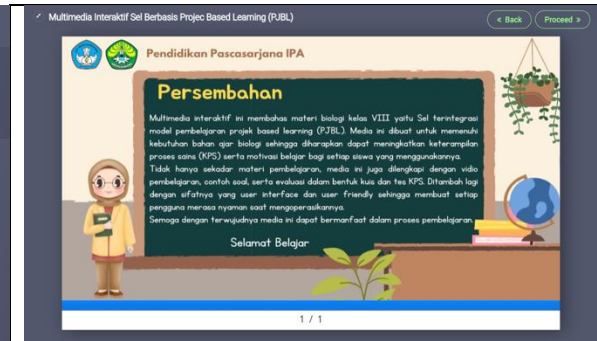 Multimedia Interaktif Sel Berbasis Projec Based Learning (PJBL)
« Back
Proceed »
Pendidikan Pascasarjana IPA
Persembahan
Multimedia interaktif ini membahas materi biologi kelas VIII yaitu Sel terintegrasi
model pembelajaran projek based learning (PJBL). Media ini dibuat untuk memenuhi
kebutuhan bahan ajar biologi sehingga diharapkan dapat meningkatkan keterampilan
proses sains (KPS) serta motivasi belajar bagi setiap siswa yang menggunakannya.
Tidak hanya sekadar materi pembelajaran, media ini juga dilengkapi dengan vidio
pembelajaran, contoh soal, serta evaluasi dalam bentuk kuis dan tes KPS. Ditambah lagi
dengan sifatnya yang user interface dan user friendly sehingga membuat setiap
pengguna merasa nyaman saat mengoperasikannya.
Semoga dengan terwujudnya media ini dapat bermanfaat dalam proses pembelajaran.
Selamat Belajar
1 / 1